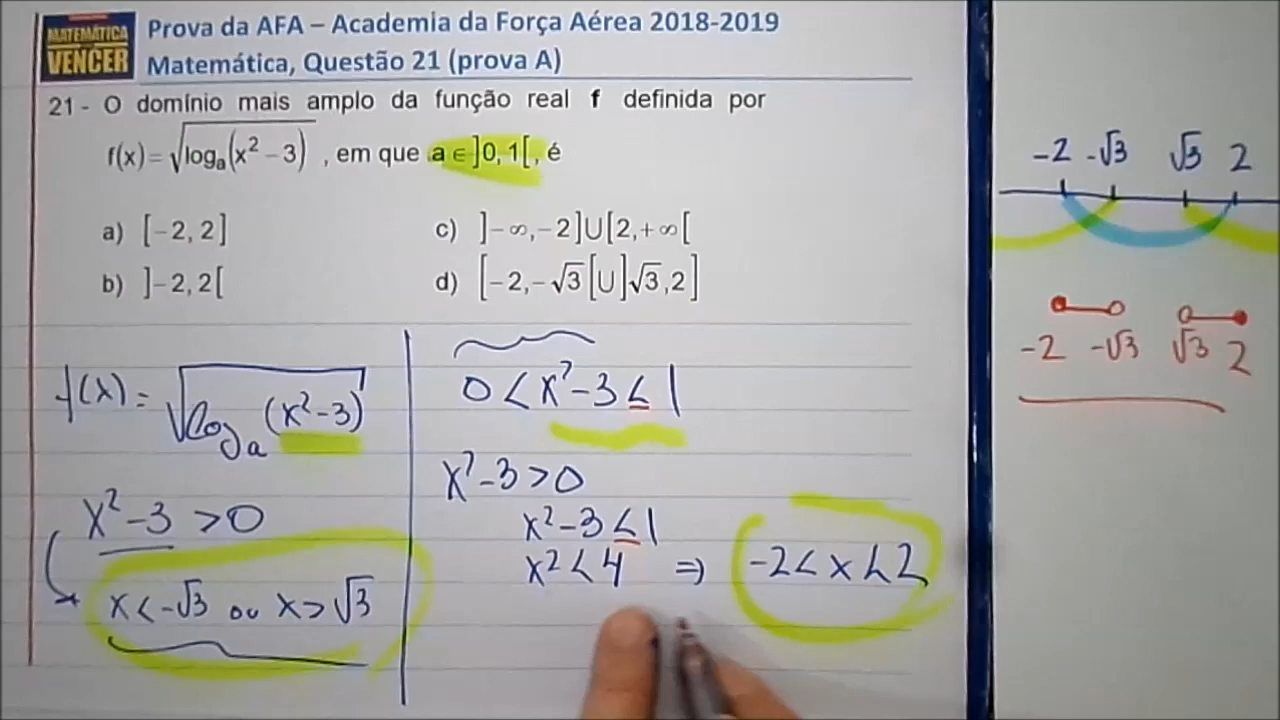 MATEMÁTICA
VENCER
Prova da AFA – Academia da Força Aérea 2018-2019
Matemática, Questão 21 (prova A)
21 - O domínio mais amplo da função real f definida por
f(x) = √(logₐ(x² − 3)) , em que a ∈ ]0, 1[ , é
a) [−2, 2]
b) ]−2, 2[
c) ]−∞, −2]∪[2, +∞[
d) [−2, −√3[∪]√3, 2]
f(x) = √(logₐ(x²−3))
x²−3 > 0
x < −√3 ou x > √3
0 < x²−3 ≤ 1
x²−3 > 0
x²−3 ≤ 1
x² < 4 ⇒ −2 < x < 2
−2 −√3 √3 2
−2 −√3 √3 2